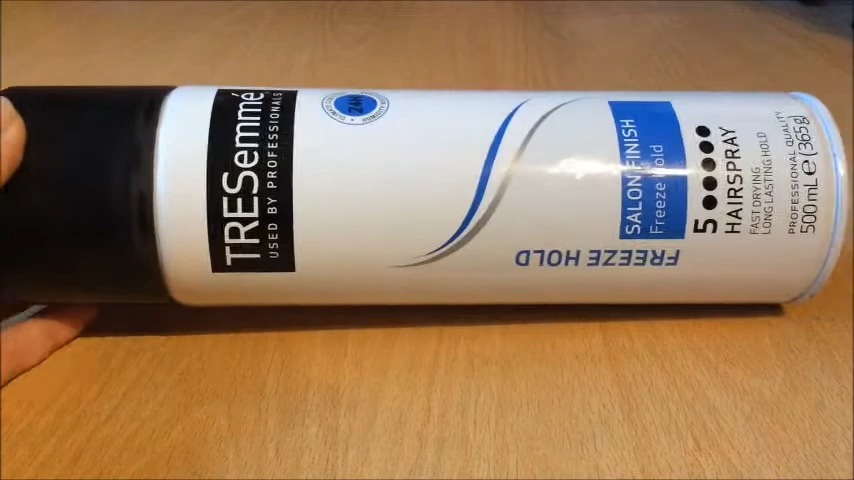 TRESemmé
USED BY PROFESSIONALS
24H
SALON FINISH
Freeze Hold
FREEZE HOLD
5
HAIRSPRAY
FAST DRYING
LONG LASTING HOLD
PROFESSIONAL QUALITY
500mL e (365g)